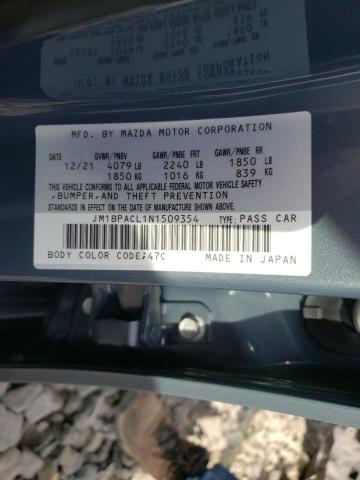 MFD. BY MAZDA MOTOR CORPORATION
GVWR/PNBV GAWR/PNBE FR GAWR/PNBE RR
12/21 4079 LB 2240 LB 1850 LB
1850 KG 1016 KG 839 KG
THIS VEHICLE CONFORMS TO ALL APPLICABLE FEDERAL MOTOR VEHICLE SAFETY
,BUMPER,AND THEFT PREVENTION
STANDARDS IN EFFECT ON THE DATE OF MANUFACTURE SHOWN ABOVE.
JM1BPACL1N1509354 TYPE:PASS CAR
BODY COLOR CODE:47C MADE IN JAPAN